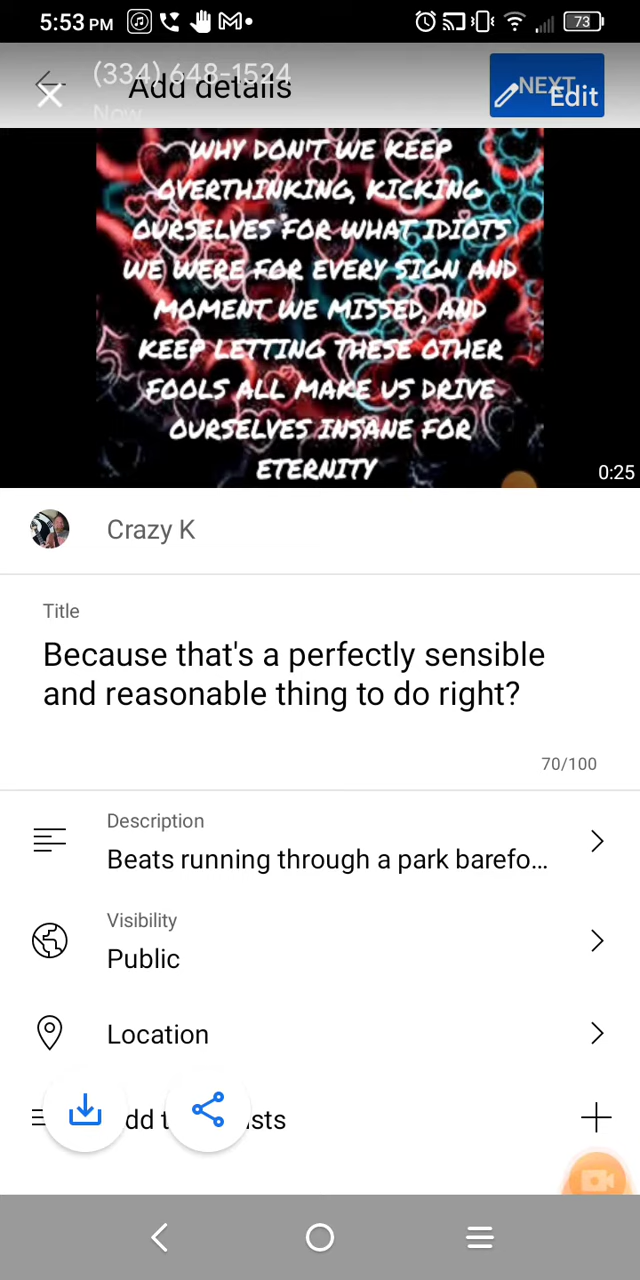 5:53 PM
73
(334) 648-1524
Add details
NEXT
Edit
Now
WHY DON'T WE KEEP
OVERTHINKING, KICKING
OURSELVES FOR WHAT IDIOTS
WE WERE FOR EVERY SIGN AND
MOMENT WE MISSED, AND
KEEP LETTING THESE OTHER
FOOLS ALL MAKE US DRIVE
OURSELVES INSANE FOR
ETERNITY
0:25
Crazy K
Title
Because that's a perfectly sensible
and reasonable thing to do right?
70/100
Description
Beats running through a park barefo...
Visibility
Public
Location